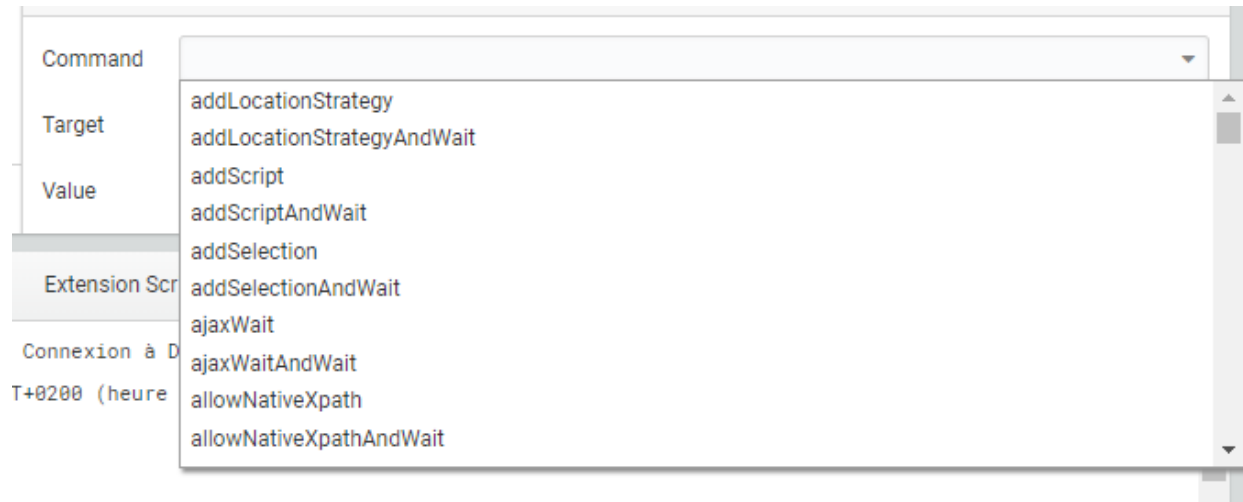 Command
addLocationStrategy
Target
addLocationStrategyAndWait
addScript
Value
addScriptAndWait
addSelection
Extension Scr
addSelectionAndWait
ajaxWait
Connexion à D
ajaxWaitAndWait
T+0200 (heure
allowNativeXpath
allowNativeXpathAndWait